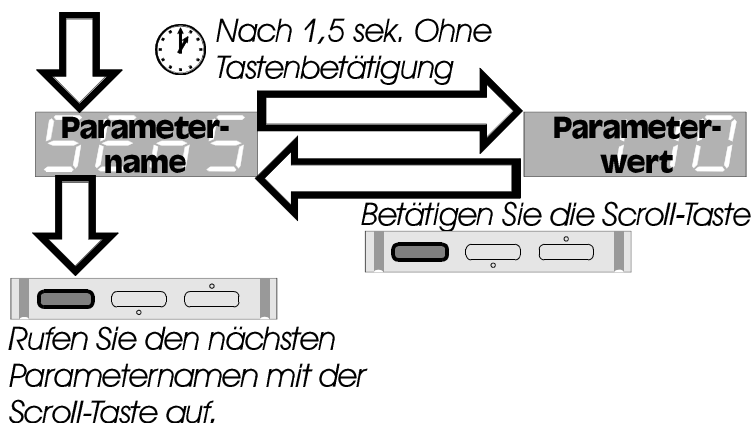 Nach 1,5 sek. Ohne
Tastenbetätigung
Parameter-
name
Parameter-
wert
Betätigen Sie die Scroll-Taste
Rufen Sie den nächsten
Parameternamen mit der
Scroll-Taste auf.